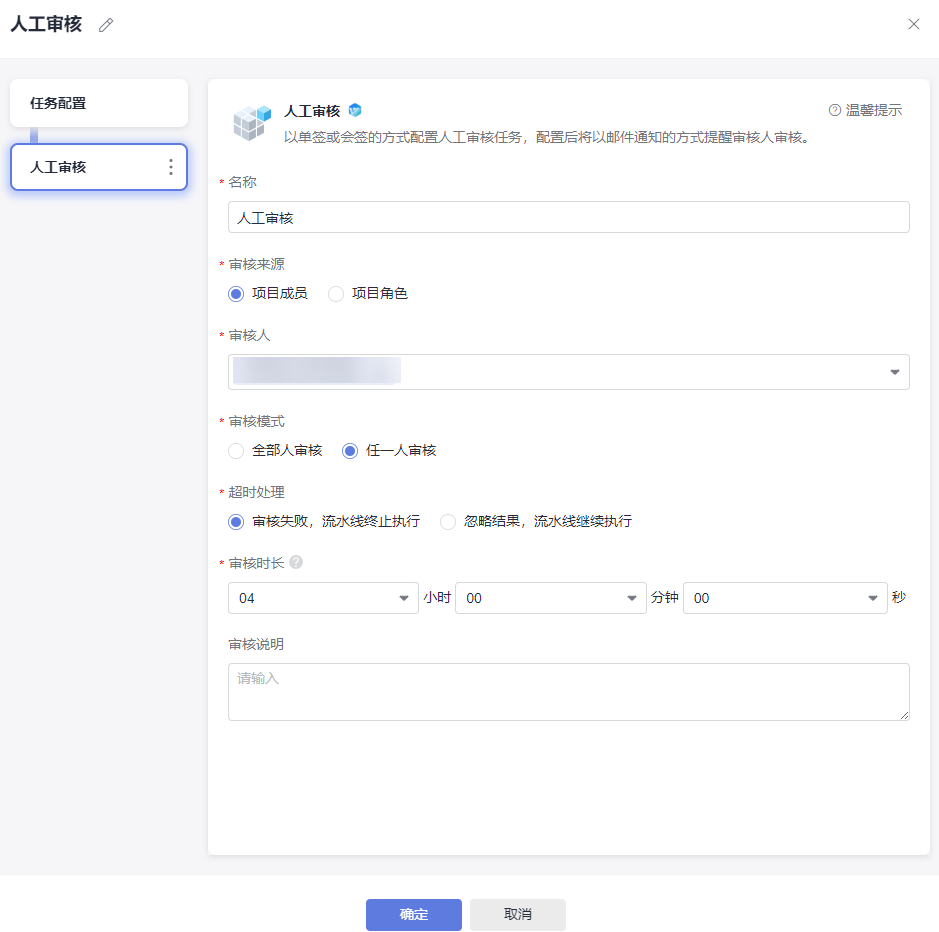 人工审核
任务配置
人工审核
人工审核
温馨提示
以单签或会签的方式配置人工审核任务，配置后将以邮件通知的方式提醒审核人审核。
* 名称
人工审核
* 审核来源
项目成员 项目角色
* 审核人
* 审核模式
全部人审核 任一人审核
* 超时处理
审核失败，流水线终止执行 忽略结果，流水线继续执行
* 审核时长 ?
04 小时 00 分钟 00 秒
审核说明
请输入
确定 取消